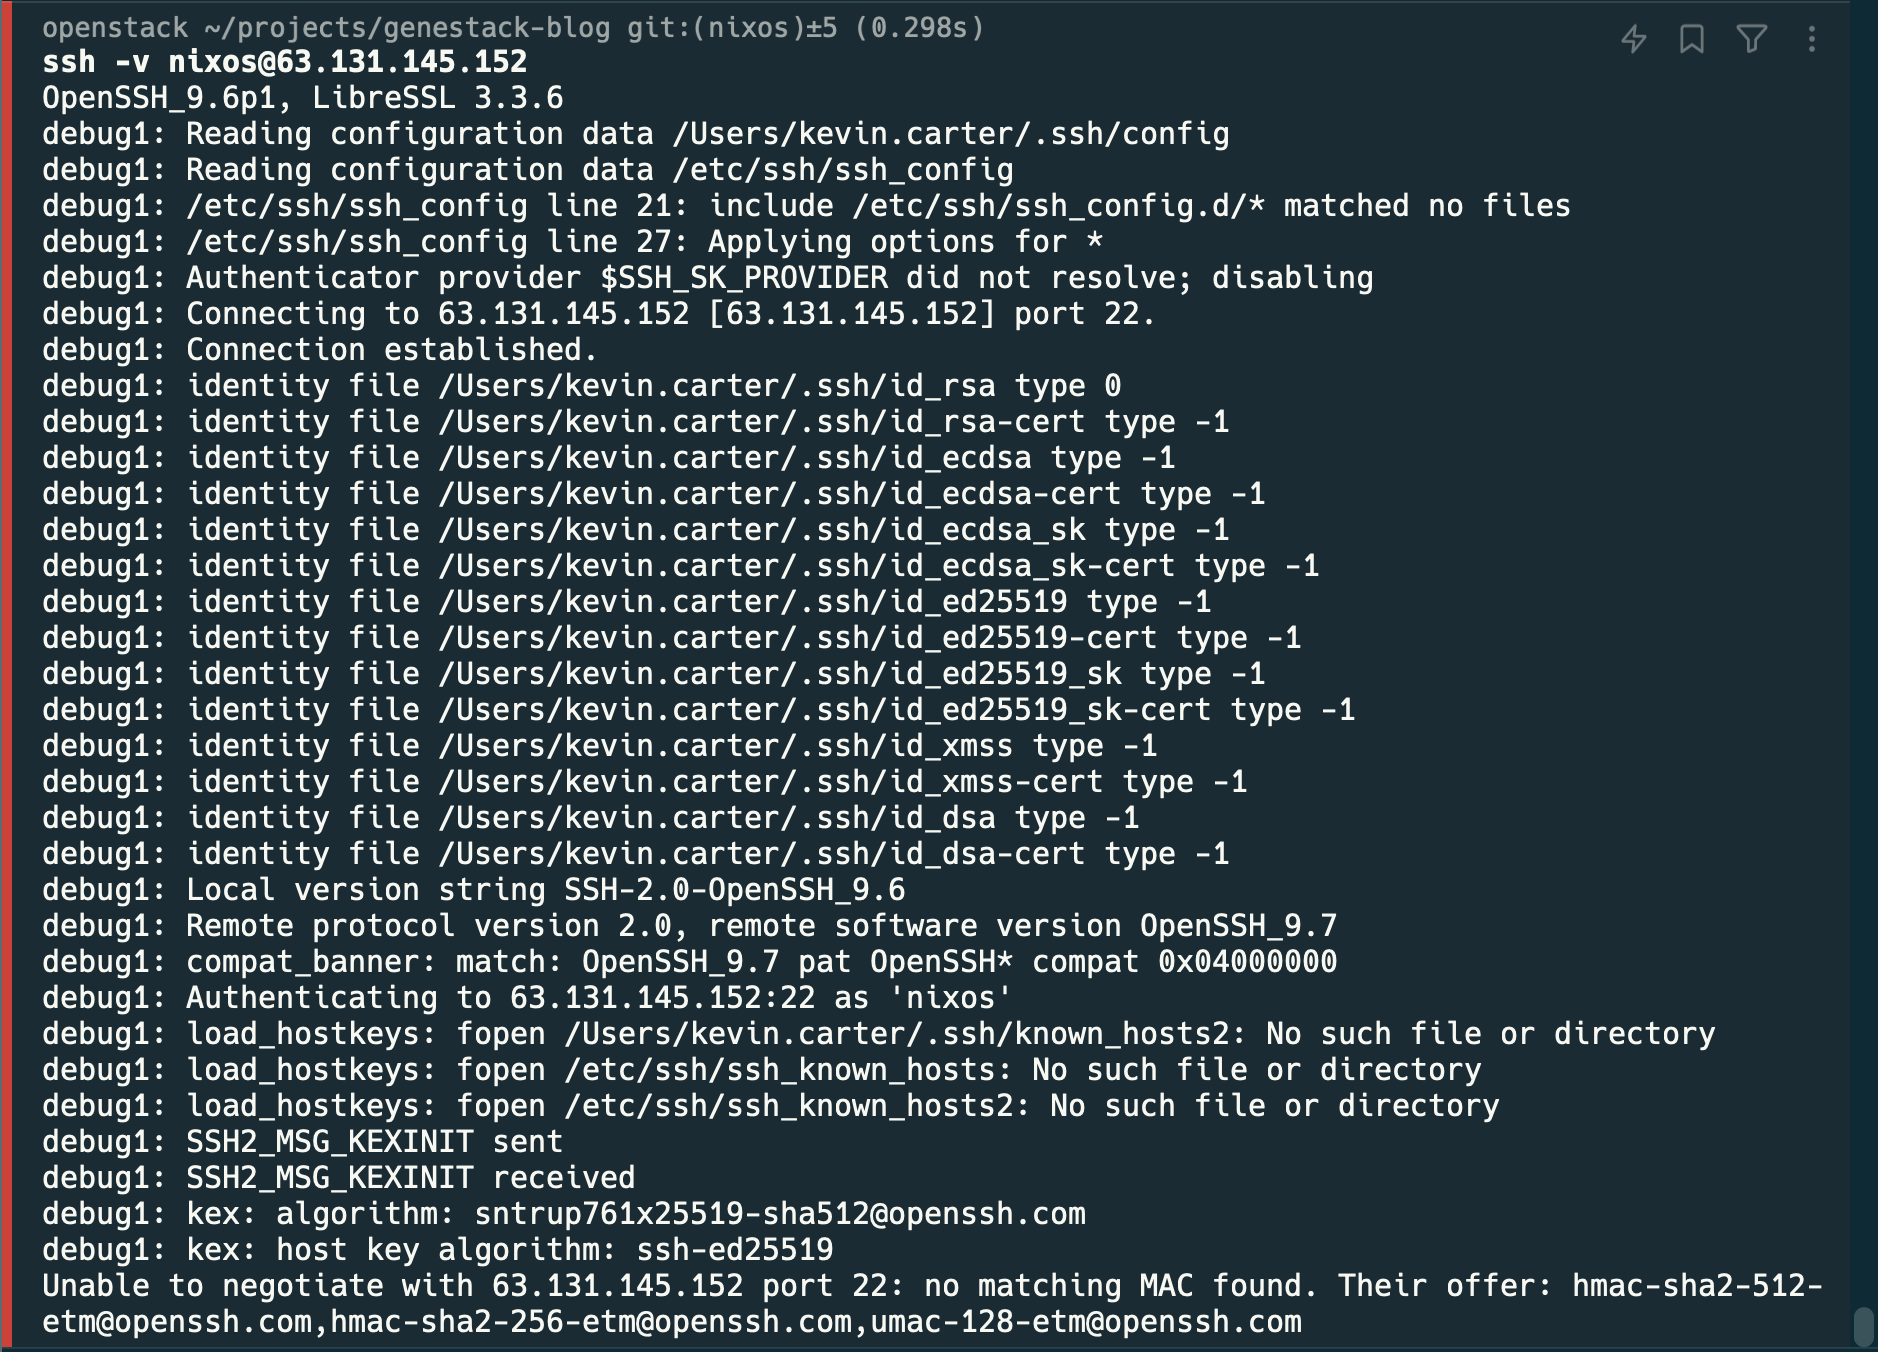 openstack ~/projects/genestack-blog git:(nixos)±5 (0.298s)
ssh -v nixos@63.131.145.152
OpenSSH_9.6p1, LibreSSL 3.3.6
debug1: Reading configuration data /Users/kevin.carter/.ssh/config
debug1: Reading configuration data /etc/ssh/ssh_config
debug1: /etc/ssh/ssh_config line 21: include /etc/ssh/ssh_config.d/* matched no files
debug1: /etc/ssh/ssh_config line 27: Applying options for *
debug1: Authenticator provider $SSH_SK_PROVIDER did not resolve; disabling
debug1: Connecting to 63.131.145.152 [63.131.145.152] port 22.
debug1: Connection established.
debug1: identity file /Users/kevin.carter/.ssh/id_rsa type 0
debug1: identity file /Users/kevin.carter/.ssh/id_rsa-cert type -1
debug1: identity file /Users/kevin.carter/.ssh/id_ecdsa type -1
debug1: identity file /Users/kevin.carter/.ssh/id_ecdsa-cert type -1
debug1: identity file /Users/kevin.carter/.ssh/id_ecdsa_sk type -1
debug1: identity file /Users/kevin.carter/.ssh/id_ecdsa_sk-cert type -1
debug1: identity file /Users/kevin.carter/.ssh/id_ed25519 type -1
debug1: identity file /Users/kevin.carter/.ssh/id_ed25519-cert type -1
debug1: identity file /Users/kevin.carter/.ssh/id_ed25519_sk type -1
debug1: identity file /Users/kevin.carter/.ssh/id_ed25519_sk-cert type -1
debug1: identity file /Users/kevin.carter/.ssh/id_xmss type -1
debug1: identity file /Users/kevin.carter/.ssh/id_xmss-cert type -1
debug1: identity file /Users/kevin.carter/.ssh/id_dsa type -1
debug1: identity file /Users/kevin.carter/.ssh/id_dsa-cert type -1
debug1: Local version string SSH-2.0-OpenSSH_9.6
debug1: Remote protocol version 2.0, remote software version OpenSSH_9.7
debug1: compat_banner: match: OpenSSH_9.7 pat OpenSSH* compat 0x04000000
debug1: Authenticating to 63.131.145.152:22 as 'nixos'
debug1: load_hostkeys: fopen /Users/kevin.carter/.ssh/known_hosts2: No such file or directory
debug1: load_hostkeys: fopen /etc/ssh/ssh_known_hosts: No such file or directory
debug1: load_hostkeys: fopen /etc/ssh/ssh_known_hosts2: No such file or directory
debug1: SSH2_MSG_KEXINIT sent
debug1: SSH2_MSG_KEXINIT received
debug1: kex: algorithm: sntrup761x25519-sha512@openssh.com
debug1: kex: host key algorithm: ssh-ed25519
Unable to negotiate with 63.131.145.152 port 22: no matching MAC found. Their offer: hmac-sha2-512-
etm@openssh.com,hmac-sha2-256-etm@openssh.com,umac-128-etm@openssh.com